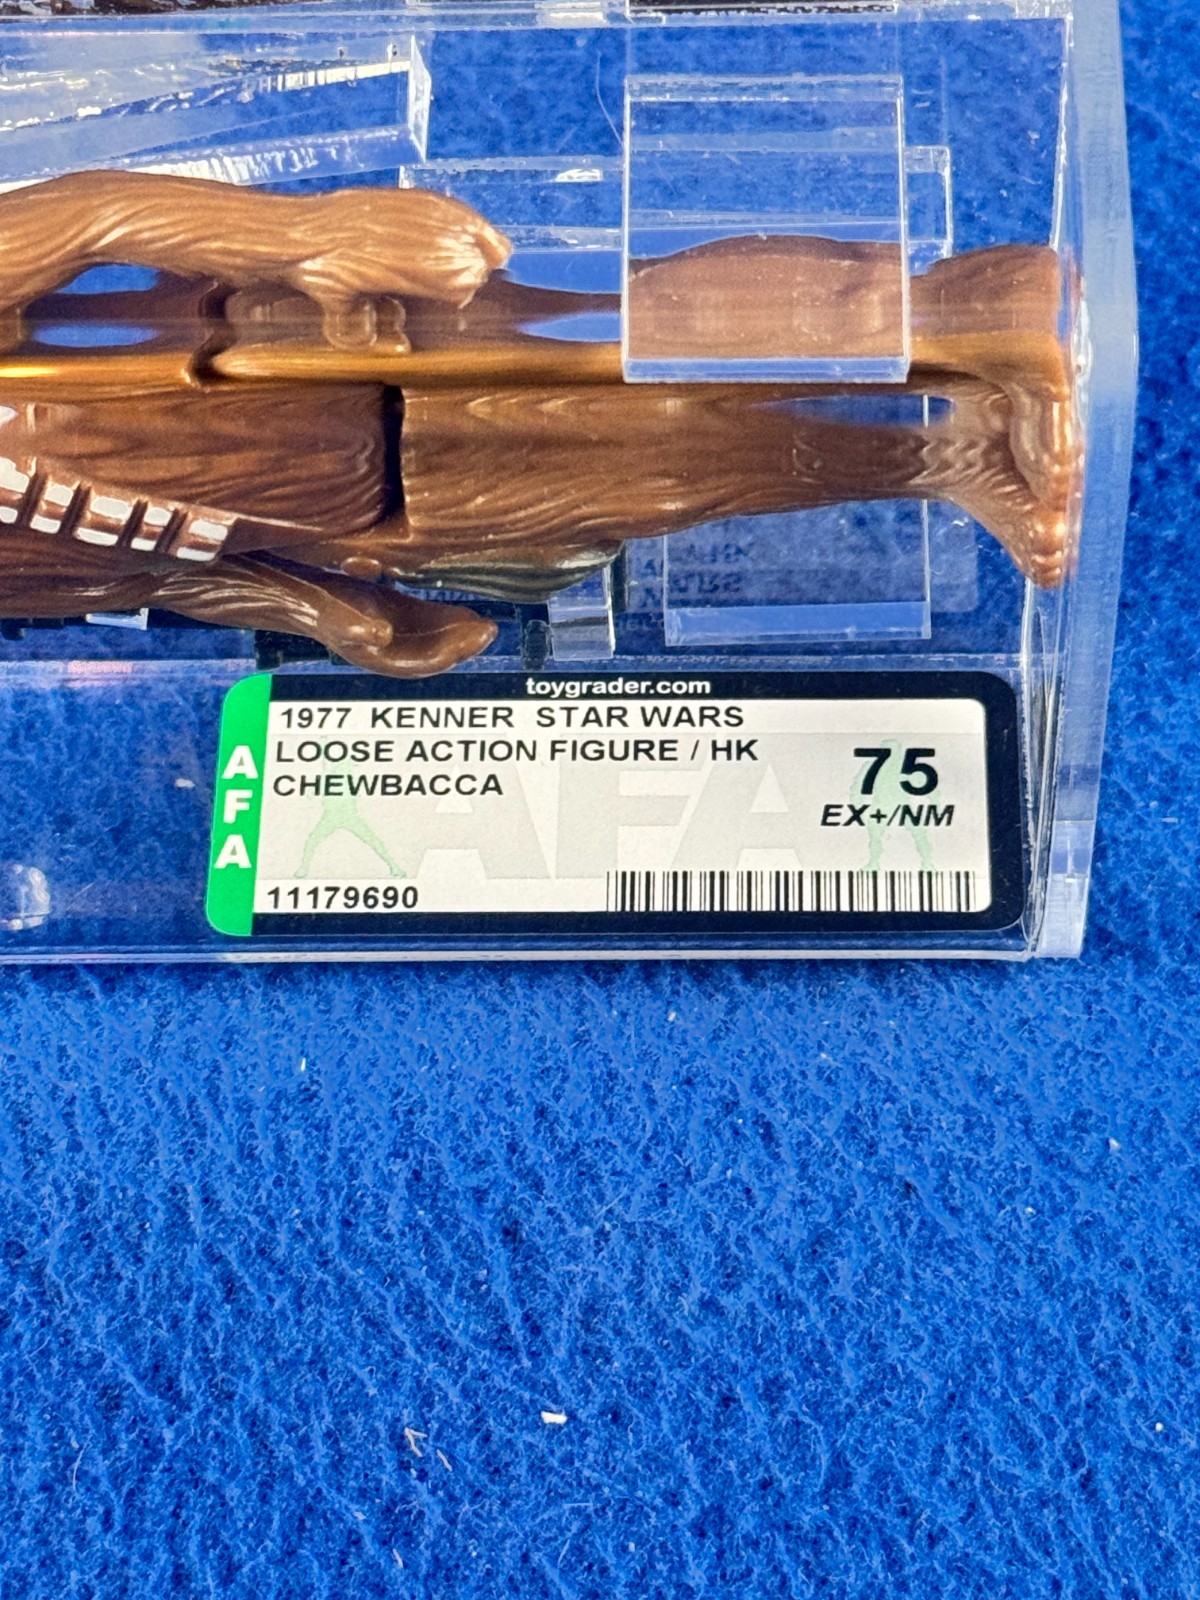 toygrader.com
1977 KENNER STAR WARS
LOOSE ACTION FIGURE / HK
CHEWBACCA
75
EX+/NM
AFA
11179690